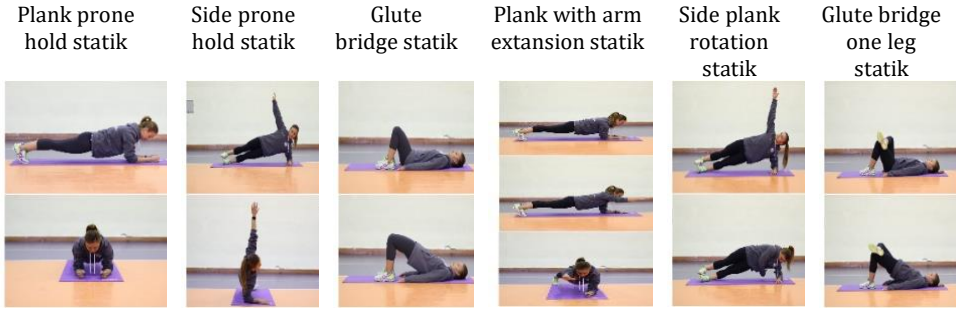 Plank prone
hold statik
Side prone
hold statik
Glute
bridge statik
Plank with arm
extansion statik
Side plank
rotation
statik
Glute bridge
one leg
statik